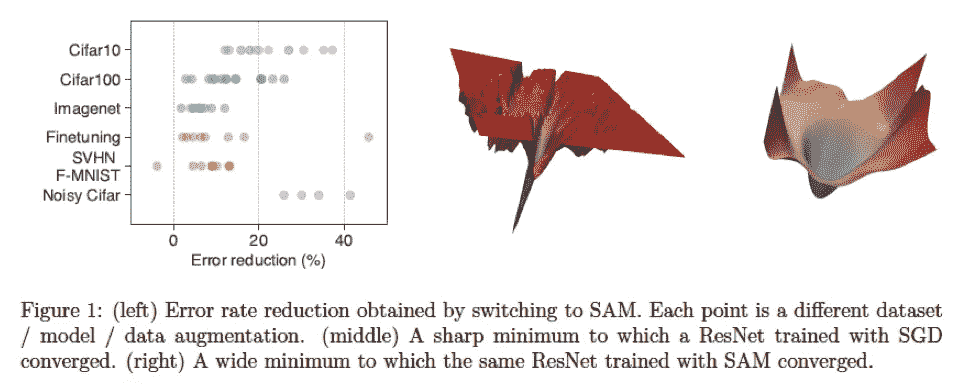 Cifar10
Cifar100
Imagenet
Finetuning
SVHN
F-MNIST
Noisy Cifar
0
20
40
Error reduction (%)
Figure 1: (left) Error rate reduction obtained by switching to SAM. Each point is a different dataset
/ model / data augmentation. (middle) A sharp minimum to which a ResNet trained with SGD
converged. (right) A wide minimum to which the same ResNet trained with SAM converged.